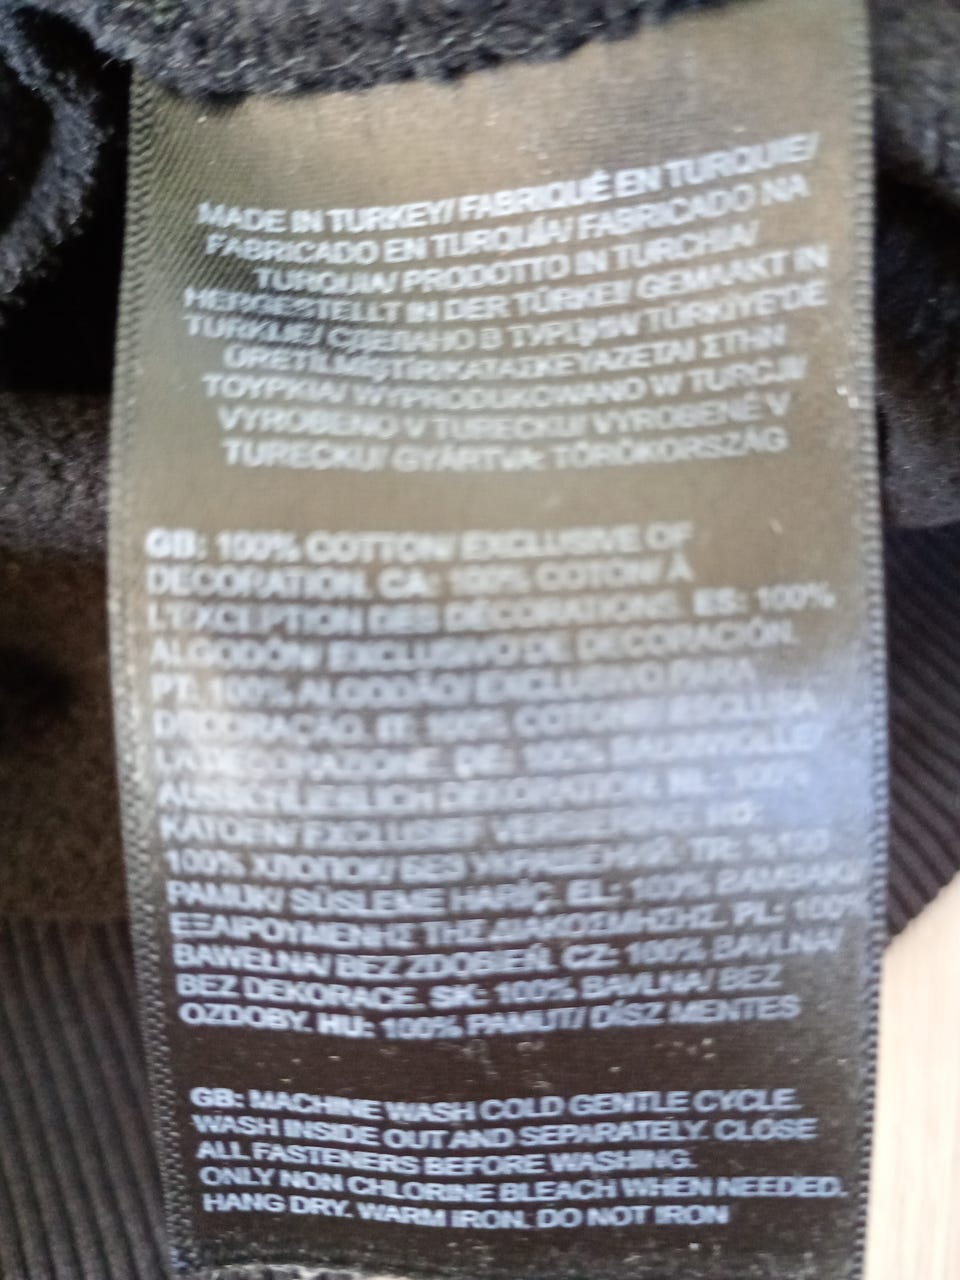 MADE IN TURKEY/ FABRIQUÉ EN TURQUIE/
FABRICADO EN TURQUÍA/ FABRICADO NA
TURQUIA/ PRODOTTO IN TURCHIA/
HERGESTELLT IN DER TÜRKEI/ GEMAAKT IN
TURKIJE/ СДЕЛАНО В ТУРЦИИ/ TÜRKİYE'DE
ÜRETİLMİŞTİR/ΚΑΤΑΣΚΕΥΑΖΕΤΑΙ ΣΤΗΝ
ΤΟΥΡΚΙΑ/ WYPRODUKOWANO W TURCJI/
VYROBENO V TURECKU/ VYROBENÉ V
TURECKU/ GYÁRTVA: TÖRÖKORSZÁG
GB: 100% COTTON/ EXCLUSIVE OF
DECORATION. CA: 100% COTON/ À
L'EXCLPTION DES DÉCORATIONS. ES: 100%
ALGODÓN/ EXCLUSIVO DE DECORACIÓN.
PT: 100% ALGODÃO/ EXCLUSIVO PARA
DECORAÇÃO. IT: 100% COTONE/ ESCLUSA
LA DECORAZIONE. DE: 100% BAUMWOLLE/
AUSSCHLIESLICH DEKORATION. NL: 100%
KATOEN/ EXCLUSIEF VERSIERING.
100% ХЛОПОК/ БЕЗ УКРАШЕНИЙ. TR: %100
PAMUK/ SÜSLEME HARİÇ. EL: 100% ΒΑΜΒΑΚΙ/
ΕΞΑΙΡΟΥΜΕΝΗΣ ΤΗΣ ΔΙΑΚΟΣΜΗΣΗΣ. PL: 100%
BAWEŁNA/ BEZ ZDOBIEŃ. CZ: 100% BAVLNA/
BEZ DEKORACE. SK: 100% BAVLNA/ BEZ
OZDOBY. HU: 100% PAMUT/ DÍSZ MENTES
GB: MACHINE WASH COLD GENTLE CYCLE.
WASH INSIDE OUT AND SEPARATELY. CLOSE
ALL FASTENERS BEFORE WASHING.
ONLY NON CHLORINE BLEACH WHEN NEEDED.
HANG DRY. WARM IRON. DO NOT IRON